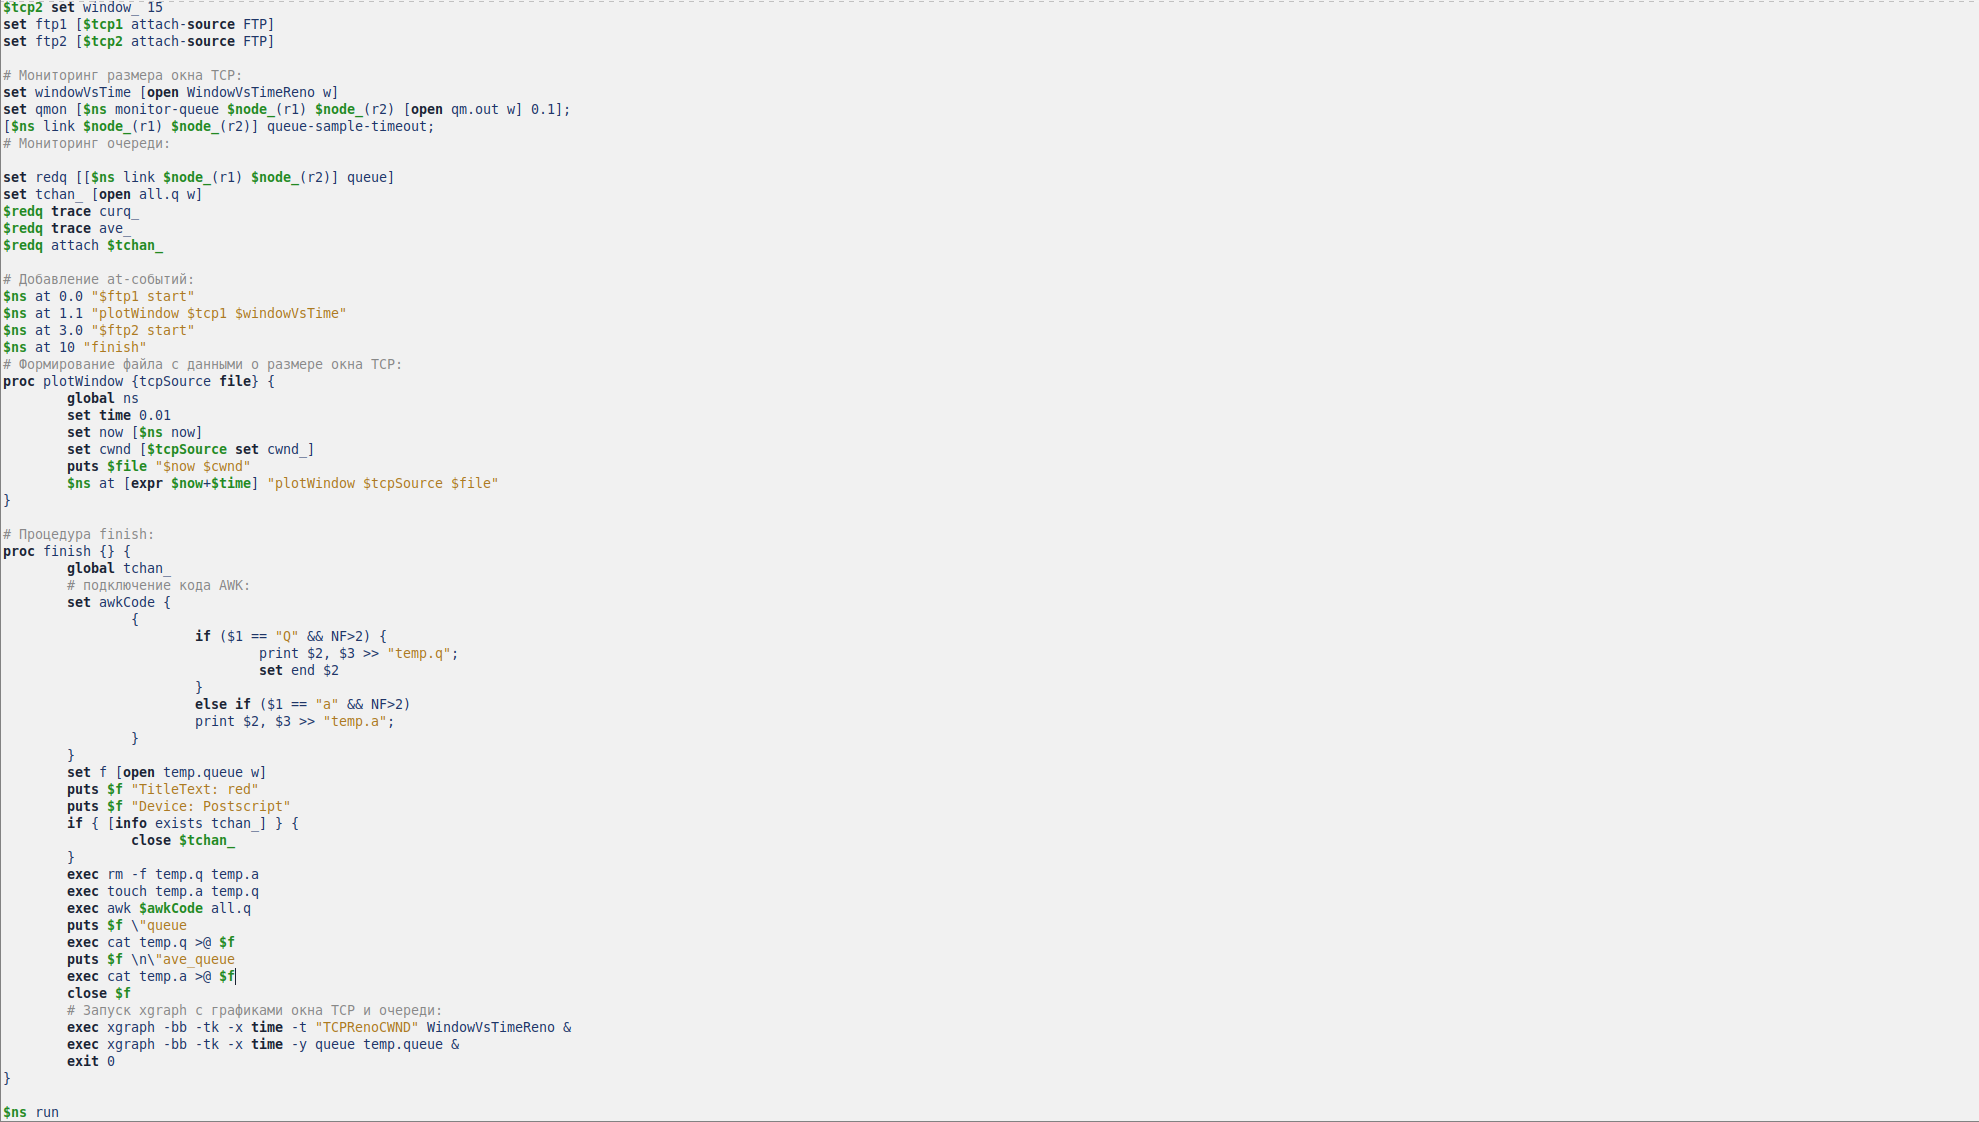 $tcp2 set window_ 15
set ftp1 [$tcp1 attach-source FTP]
set ftp2 [$tcp2 attach-source FTP]

# Мониторинг размера окна TCP:
set windowVsTime [open WindowVsTimeReno w]
set qmon [$ns monitor-queue $node_(r1) $node_(r2) [open qm.out w] 0.1];
[$ns link $node_(r1) $node_(r2)] queue-sample-timeout;
# Мониторинг очереди:

set redq [[$ns link $node_(r1) $node_(r2)] queue]
set tchan_ [open all.q w]
$redq trace curq_
$redq trace ave_
$redq attach $tchan_

# Добавление at-событий:
$ns at 0.0 "$ftp1 start"
$ns at 1.1 "plotWindow $tcp1 $windowVsTime"
$ns at 3.0 "$ftp2 start"
$ns at 10 "finish"
# Формирование файла с данными о размере окна TCP:
proc plotWindow {tcpSource file} {
        global ns
        set time 0.01
        set now [$ns now]
        set cwnd [$tcpSource set cwnd_]
        puts $file "$now $cwnd"
        $ns at [expr $now+$time] "plotWindow $tcpSource $file"
}

# Процедура finish:
proc finish {} {
        global tchan_
        # подключение кода AWK:
        set awkCode {
                {
                        if ($1 == "Q" && NF>2) {
                                print $2, $3 >> "temp.q";
                                set end $2
                        }
                        else if ($1 == "a" && NF>2)
                        print $2, $3 >> "temp.a";
                }
        }
        set f [open temp.queue w]
        puts $f "TitleText: red"
        puts $f "Device: Postscript"
        if { [info exists tchan_] } {
                close $tchan_
        }
        exec rm -f temp.q temp.a
        exec touch temp.a temp.q
        exec awk $awkCode all.q
        puts $f \"queue
        exec cat temp.q >@ $f
        puts $f \n\"ave_queue
        exec cat temp.a >@ $f
        close $f
        # Запуск xgraph с графиками окна TCP и очереди:
        exec xgraph -bb -tk -x time -t "TCPRenoCWND" WindowVsTimeReno &
        exec xgraph -bb -tk -x time -y queue temp.queue &
        exit 0
}

$ns run